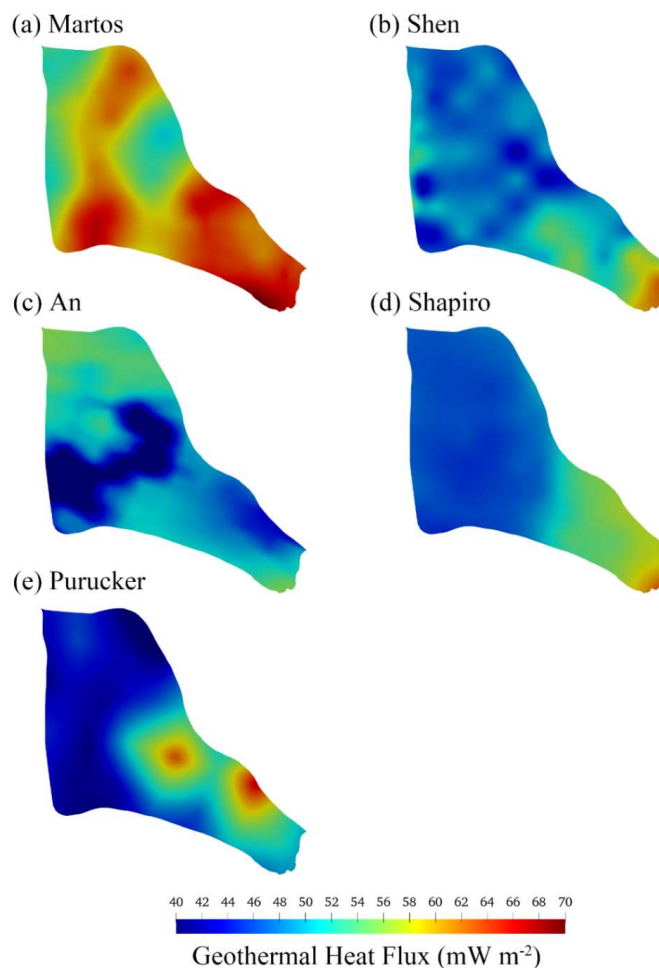 (a) Martos
(b) Shen
(c) An
(d) Shapiro
(e) Purucker
40 42 44 46 48 50 52 54 56 58 60 62 64 66 68 70
Geothermal Heat Flux (mW m⁻²)